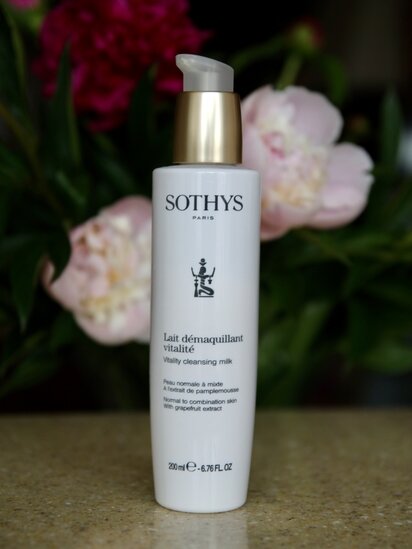 SOTHYS
PARIS
Lait démaquillant
vitalité
Vitality cleansing milk
Peau normale à mixte
A l'extrait de pamplemousse
Normal to combination skin
With grapefruit extract
200 ml ℮ - 6.76 FL. OZ